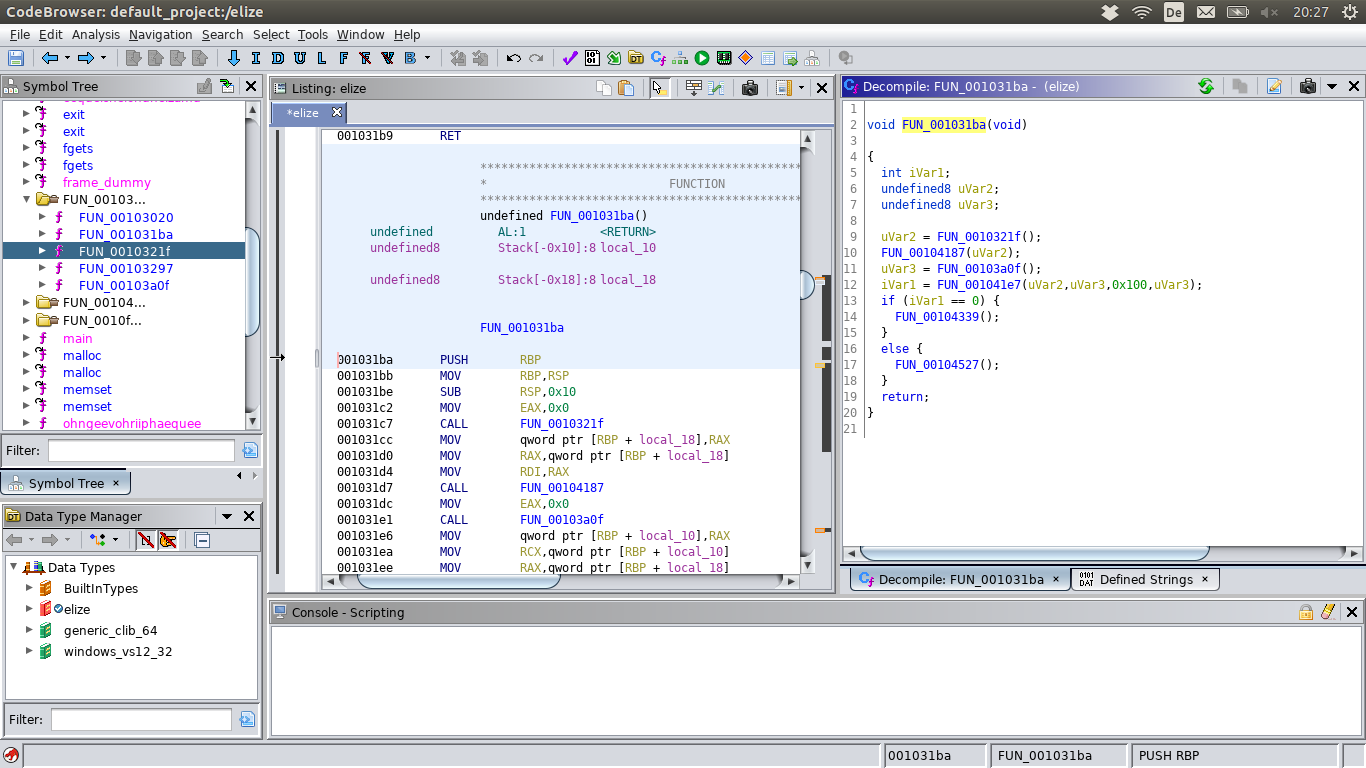 CodeBrowser: default_project:/elize
De
20:27
File Edit Analysis Navigation Search Select Tools Window Help
I D U L F R V B
Symbol Tree
exit
exit
fgets
fgets
frame_dummy
FUN_00103...
FUN_00103020
FUN_001031ba
FUN_0010321f
FUN_00103297
FUN_00103a0f
FUN_00104...
FUN_0010f...
main
malloc
malloc
memset
memset
ohngeevohriiphaequee
Filter:
Symbol Tree ×
Data Type Manager
Data Types
BuiltInTypes
elize
generic_clib_64
windows_vs12_32
Filter:
Listing: elize
*elize
001031b9 RET
************************************************
* FUNCTION
************************************************
undefined FUN_001031ba()
undefined AL:1 <RETURN>
undefined8 Stack[-0x10]:8 local_10
undefined8 Stack[-0x18]:8 local_18
FUN_001031ba
001031ba PUSH RBP
001031bb MOV RBP,RSP
001031be SUB RSP,0x10
001031c2 MOV EAX,0x0
001031c7 CALL FUN_0010321f
001031cc MOV qword ptr [RBP + local_18],RAX
001031d0 MOV RAX,qword ptr [RBP + local_18]
001031d4 MOV RDI,RAX
001031d7 CALL FUN_00104187
001031dc MOV EAX,0x0
001031e1 CALL FUN_00103a0f
001031e6 MOV qword ptr [RBP + local_10],RAX
001031ea MOV RCX,qword ptr [RBP + local_10]
001031ee MOV RAX,qword ptr [RBP + local_18]
Decompile: FUN_001031ba - (elize)
1
2 void FUN_001031ba(void)
3
4 {
5 int iVar1;
6 undefined8 uVar2;
7 undefined8 uVar3;
8
9 uVar2 = FUN_0010321f();
10 FUN_00104187(uVar2);
11 uVar3 = FUN_00103a0f();
12 iVar1 = FUN_001041e7(uVar2,uVar3,0x100,uVar3);
13 if (iVar1 == 0) {
14 FUN_00104339();
15 }
16 else {
17 FUN_00104527();
18 }
19 return;
20 }
21
Decompile: FUN_001031ba × Defined Strings ×
Console - Scripting
001031ba FUN_001031ba PUSH RBP